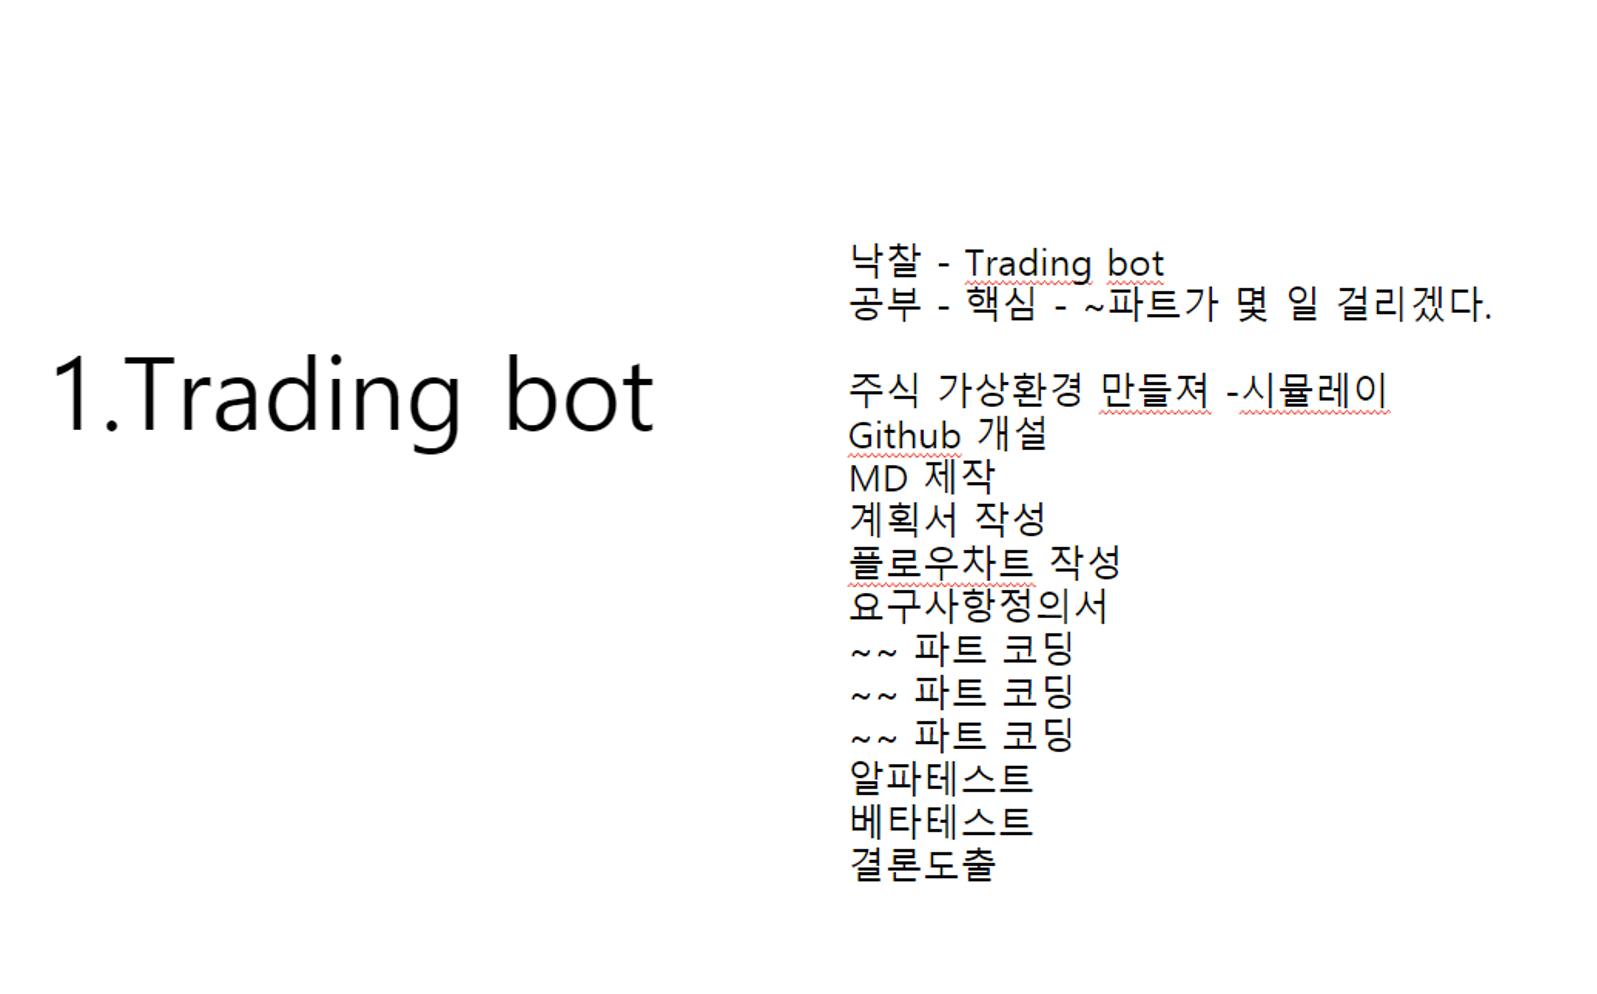 1.Trading bot
낙찰 - Trading bot
공부 - 핵심 - ~파트가 몇 일 걸리겠다.
주식 가상환경 만들져 -시뮬레이
Github 개설
MD 제작
계획서 작성
플로우차트 작성
요구사항정의서
~~ 파트 코딩
~~ 파트 코딩
~~ 파트 코딩
알파테스트
베타테스트
결론도출